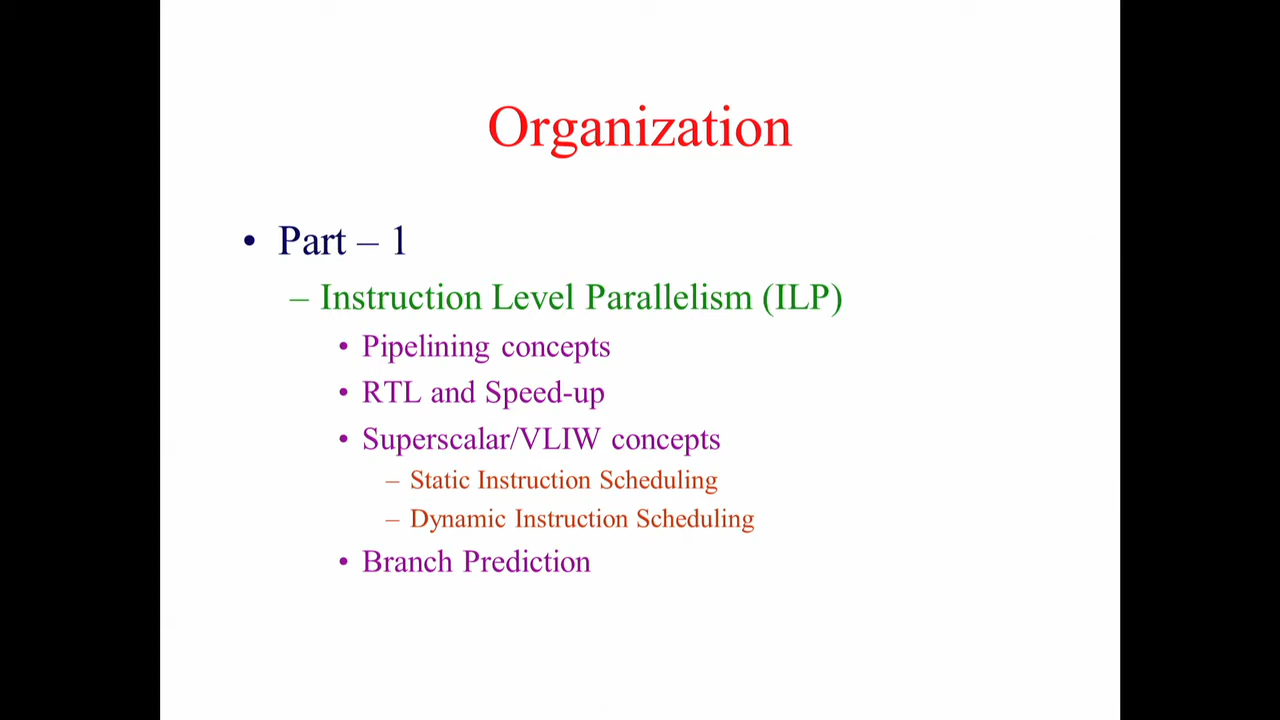 Organization
• Part – 1
– Instruction Level Parallelism (ILP)
• Pipelining concepts
• RTL and Speed-up
• Superscalar/VLIW concepts
– Static Instruction Scheduling
– Dynamic Instruction Scheduling
• Branch Prediction